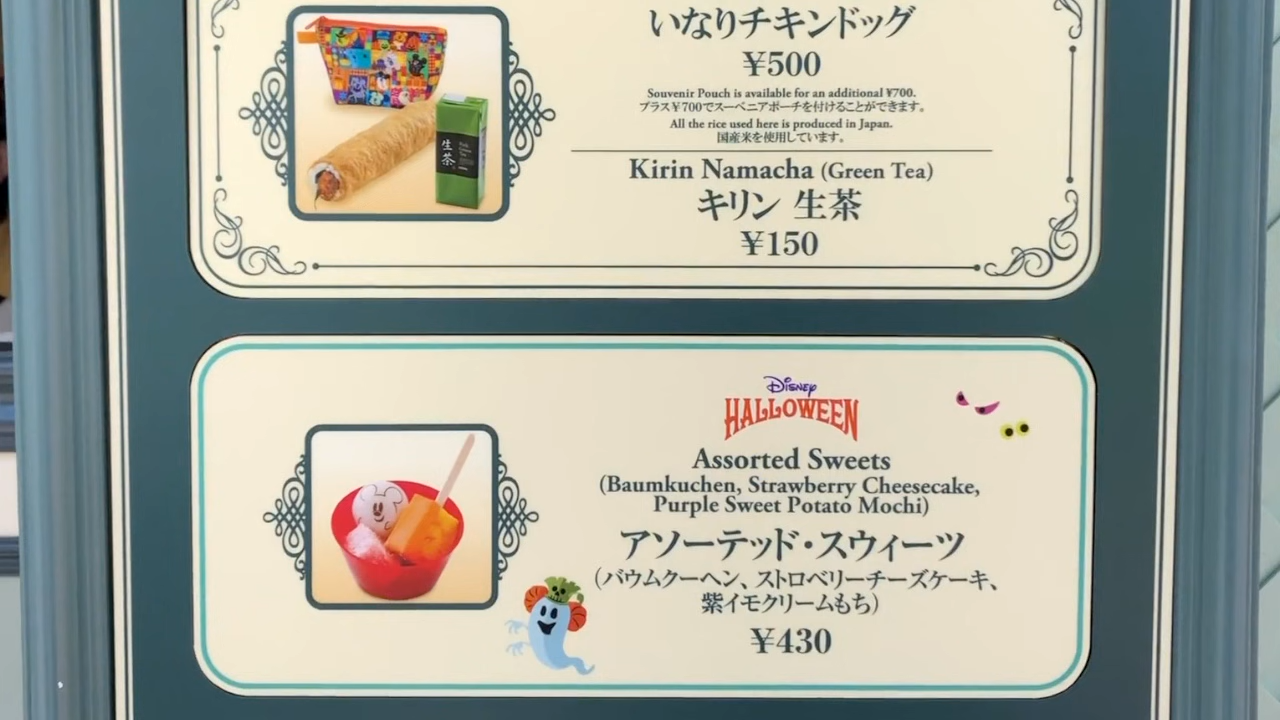 いなりチキンドッグ
¥500
Souvenir Pouch is available for an additional ¥700.
プラス¥700でスーベニアポーチを付けることができます。
All the rice used here is produced in Japan.
国産米を使用しています。
生茶
Kirin Namacha (Green Tea)
キリン 生茶
¥150
Disney
HALLOWEEN
Assorted Sweets
(Baumkuchen, Strawberry Cheesecake,
Purple Sweet Potato Mochi)
アソーテッド・スウィーツ
(バウムクーヘン、ストロベリーチーズケーキ、
紫イモクリームもち)
¥430